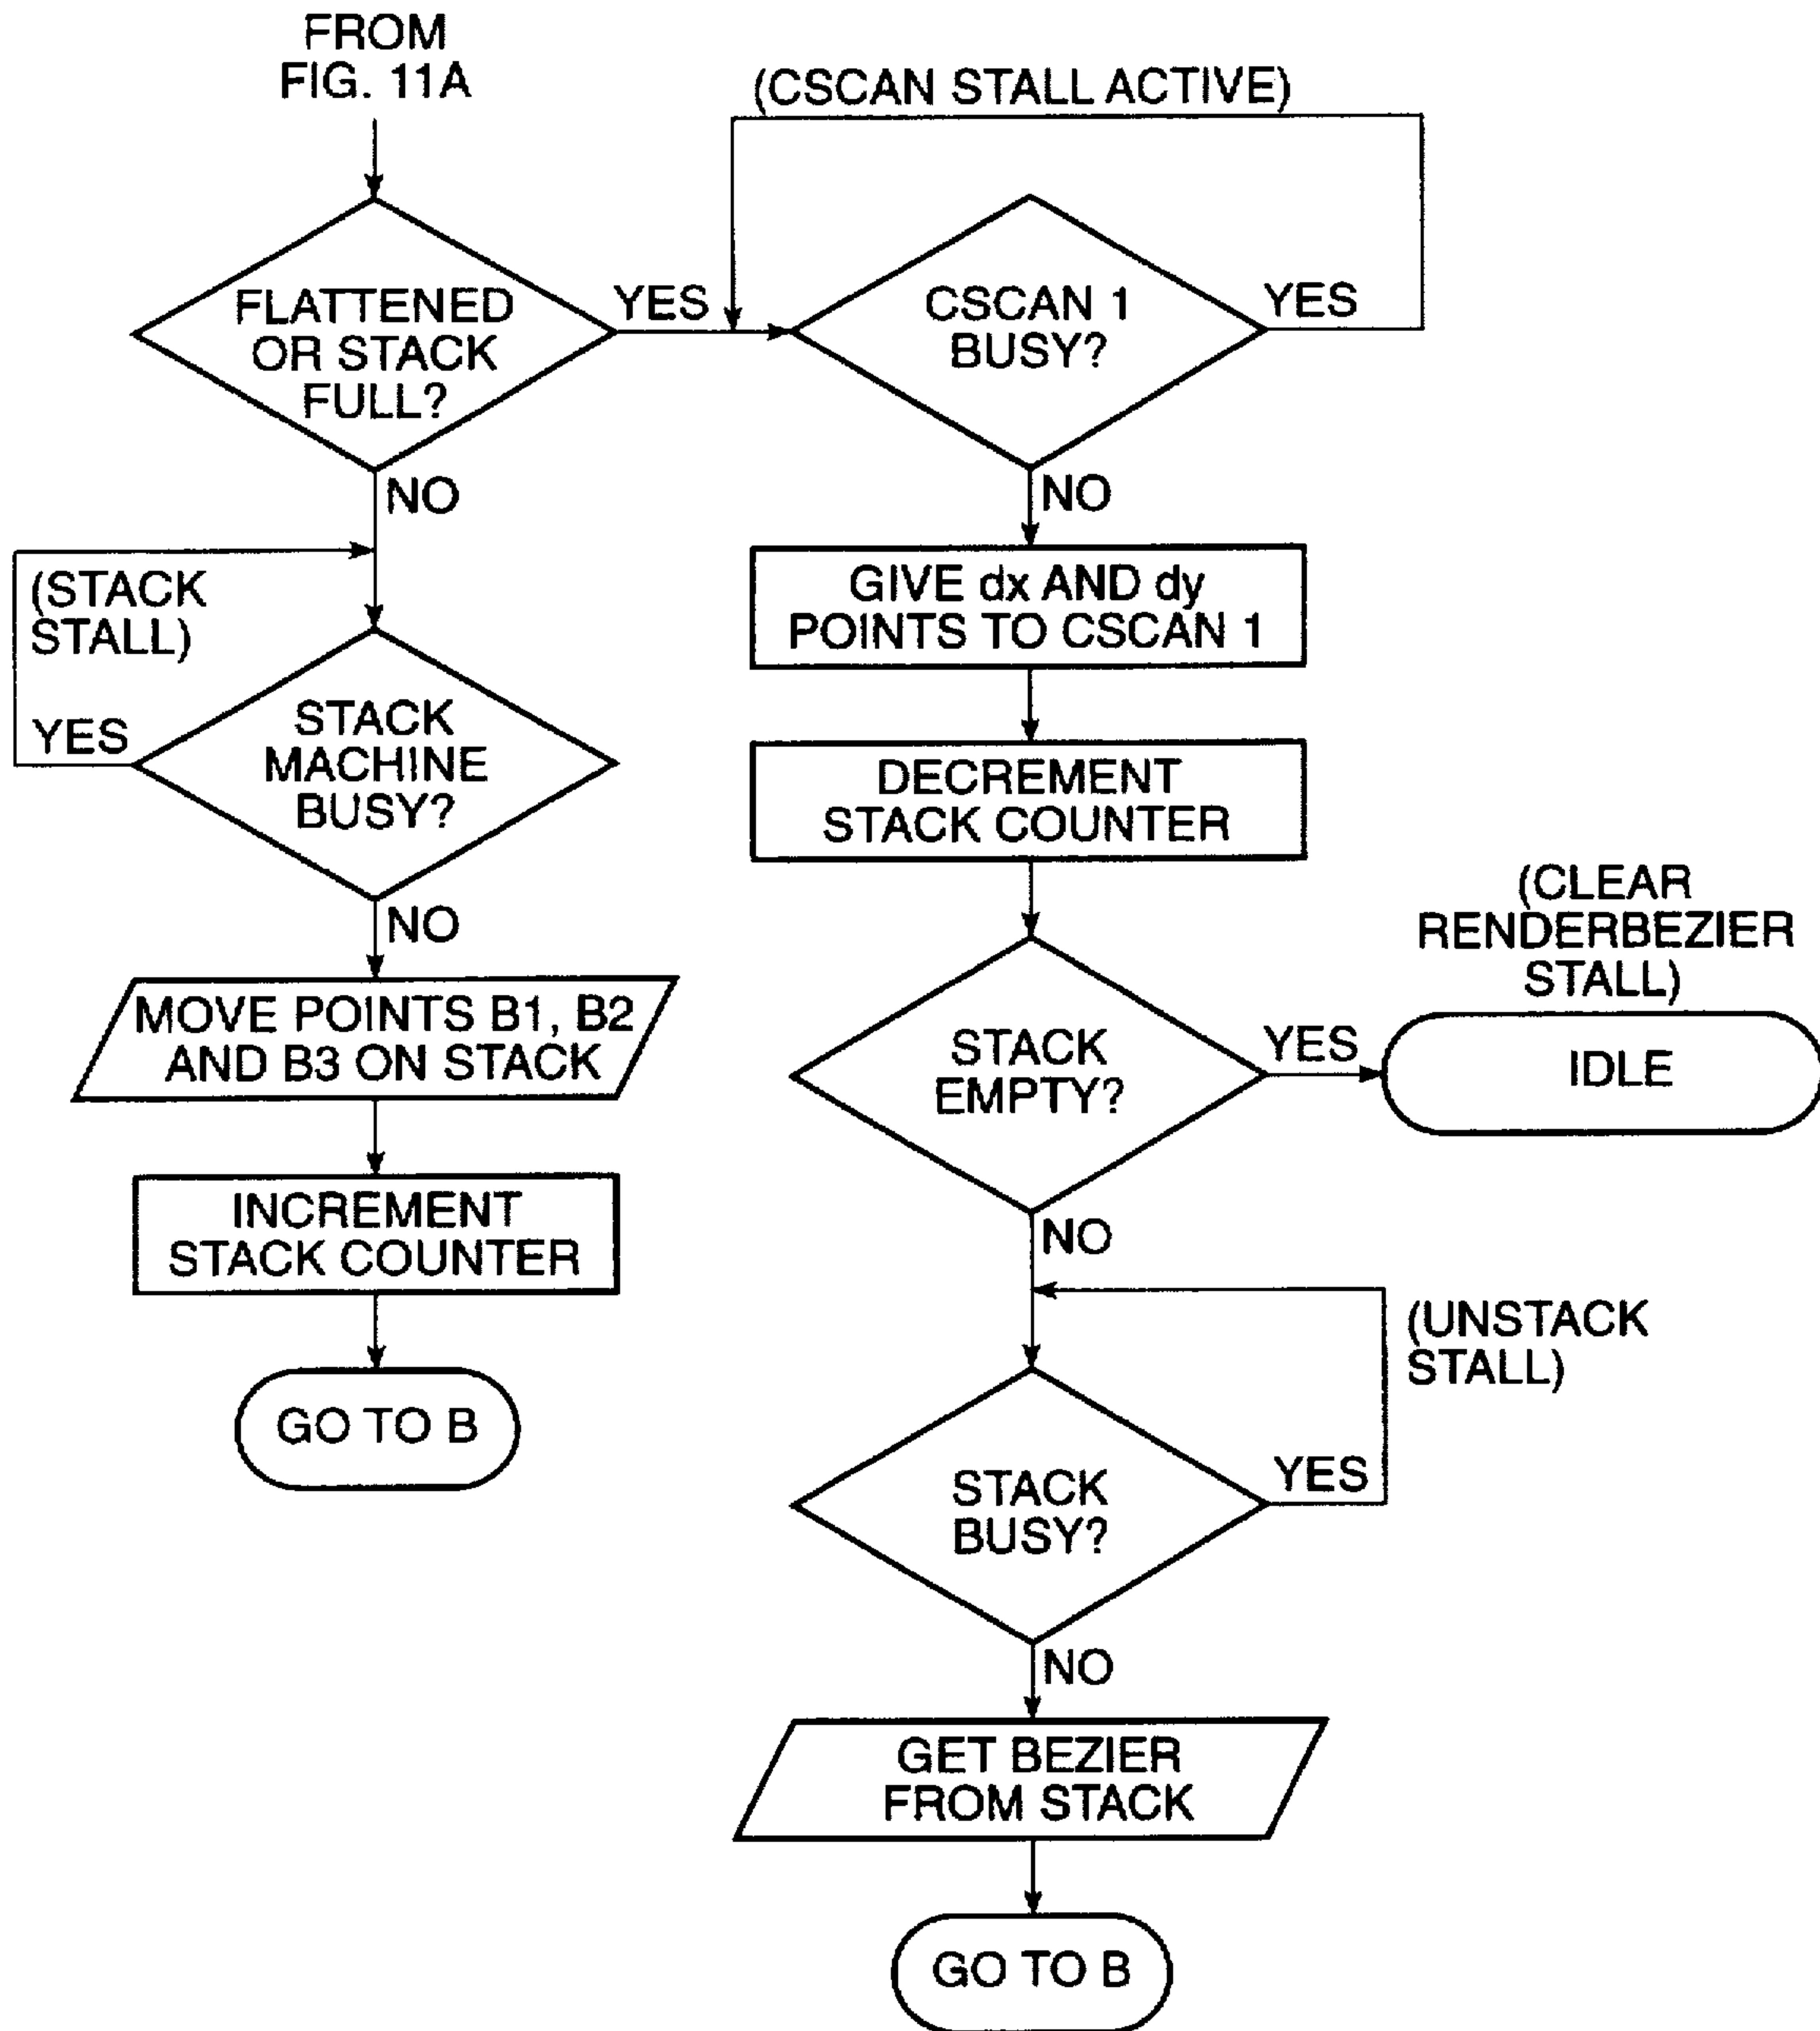 FROM
FIG. 11A
(CSCAN STALL ACTIVE)
FLATTENED
OR STACK
FULL?
YES
CSCAN 1
BUSY?
YES
NO
NO
(STACK
STALL)
GIVE dx AND dy
POINTS TO CSCAN 1
YES
STACK
MACHINE
BUSY?
DECREMENT
STACK COUNTER
NO
(CLEAR
RENDERBEZIER
STALL)
MOVE POINTS B1, B2
AND B3 ON STACK
STACK
EMPTY?
YES
IDLE
INCREMENT
STACK COUNTER
NO
(UNSTACK
STALL)
GO TO B
STACK
BUSY?
YES
NO
GET BEZIER
FROM STACK
GO TO B